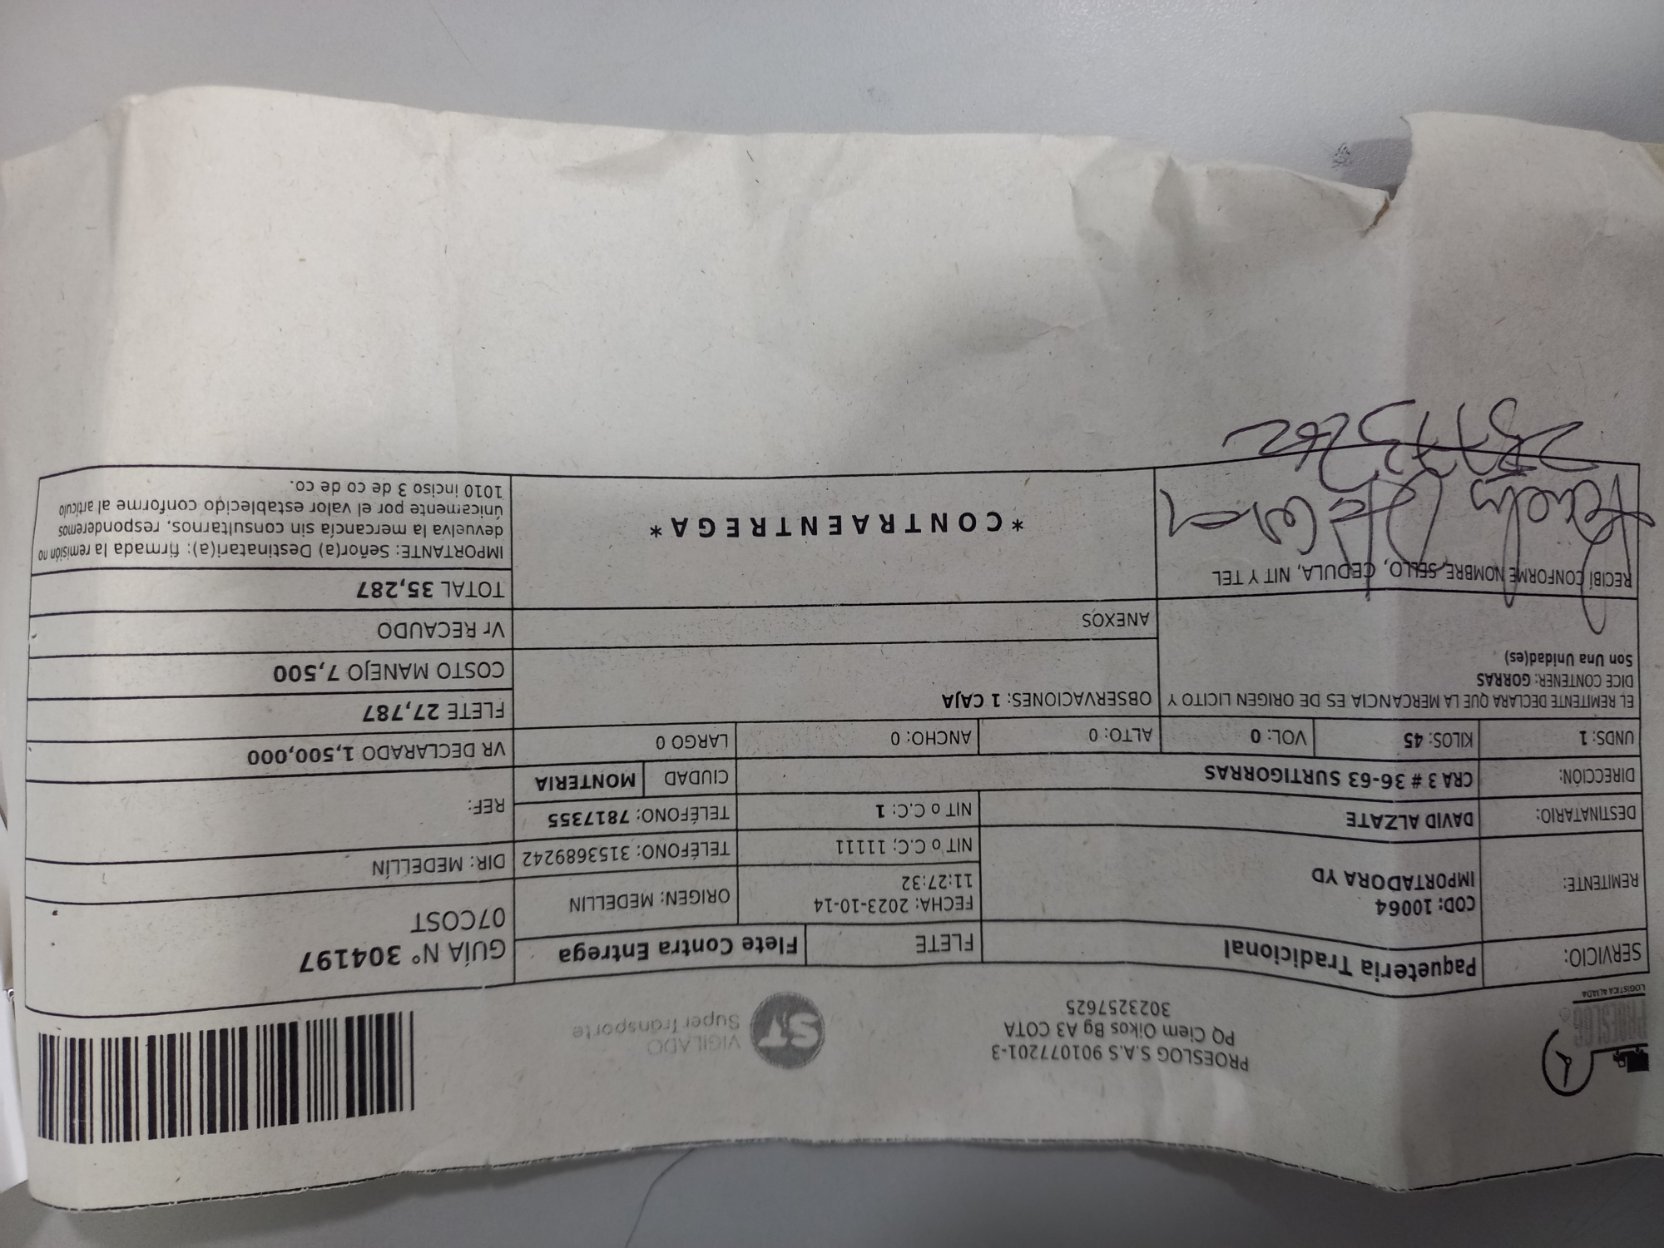 PROESLOG
LOGISTICA ALIADA
PROESLOG S.A.S 901077201-3
PQ Ciem Oikos Bg A3 COTA
3023257625
ST
VIGILADO
SuperTransporte
SERVICIO: Paqueteria Tradicional FLETE Flete Contra Entrega
GUÍA N° 304197
07COST
REMITENTE: COD: 10064
IMPORTADORA YD
FECHA: 2023-10-14
11:27:32
ORIGEN: MEDELLIN
NIT o C.C; 11111 TELÉFONO: 3153689242 DIR: MEDELLÍN
DESTINATARIO: DAVID ALZATE NIT o C.C: 1 TELÉFONO: 7817355 REF:
DIRECCIÓN: CRA 3 # 36-63 SURTIGORRAS CIUDAD MONTERIA
UNDS: 1 KILOS: 45 VOL: 0 ALTO: 0 ANCHO: 0 LARGO 0 VR DECLARADO 1,500,000
EL REMITENTE DECLARA QUE LA MERCANCIA ES DE ORIGEN LICITO Y
DICE CONTENER: GORRAS
Son Una Unidad(es)
OBSERVACIONES: 1 CAJA
FLETE 27,787
COSTO MANEJO 7,500
ANEXOS
Vr RECAUDO
RECIBÍ CONFORME NOMBRE, SELLO, CEDULA, NIT Y TEL
*CONTRAENTREGA*
TOTAL 35,287
IMPORTANTE: Señor(a) Destinatari(a): firmada la remisión no
devuelva la mercancía sin consultarnos, responderemos
únicamente por el valor establecido conforme al artículo
1010 inciso 3 de co de co.